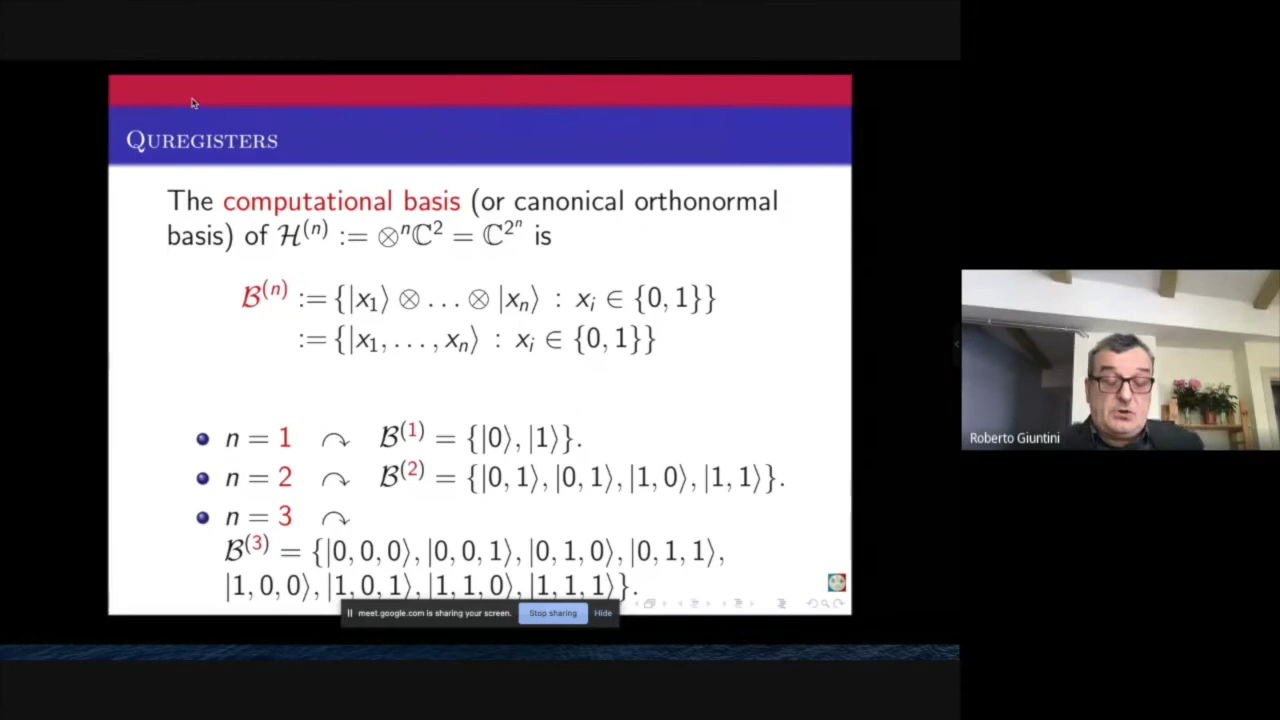 Quregisters
The computational basis (or canonical orthonormal
basis) of ℋ⁽ⁿ⁾ := ⊗ⁿℂ² = ℂ^{2ⁿ} is
ℬ⁽ⁿ⁾ := {|x₁⟩ ⊗ … ⊗ |xₙ⟩ : xᵢ ∈ {0, 1}}
:= {|x₁, … , xₙ⟩ : xᵢ ∈ {0, 1}}
• n = 1 ↷ ℬ⁽¹⁾ = {|0⟩, |1⟩}.
• n = 2 ↷ ℬ⁽²⁾ = {|0, 1⟩, |0, 1⟩, |1, 0⟩, |1, 1⟩}.
• n = 3 ↷
ℬ⁽³⁾ = {|0, 0, 0⟩, |0, 0, 1⟩, |0, 1, 0⟩, |0, 1, 1⟩,
|1, 0, 0⟩, |1, 0, 1⟩, |1, 1, 0⟩, |1, 1, 1⟩}.
meet.google.com is sharing your screen. Stop sharing Hide
Roberto Giuntini